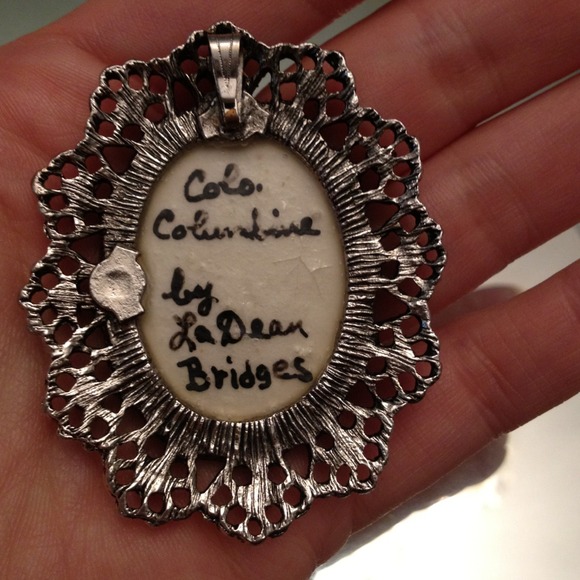 Colo.
Columbine
by
LaDean
Bridges